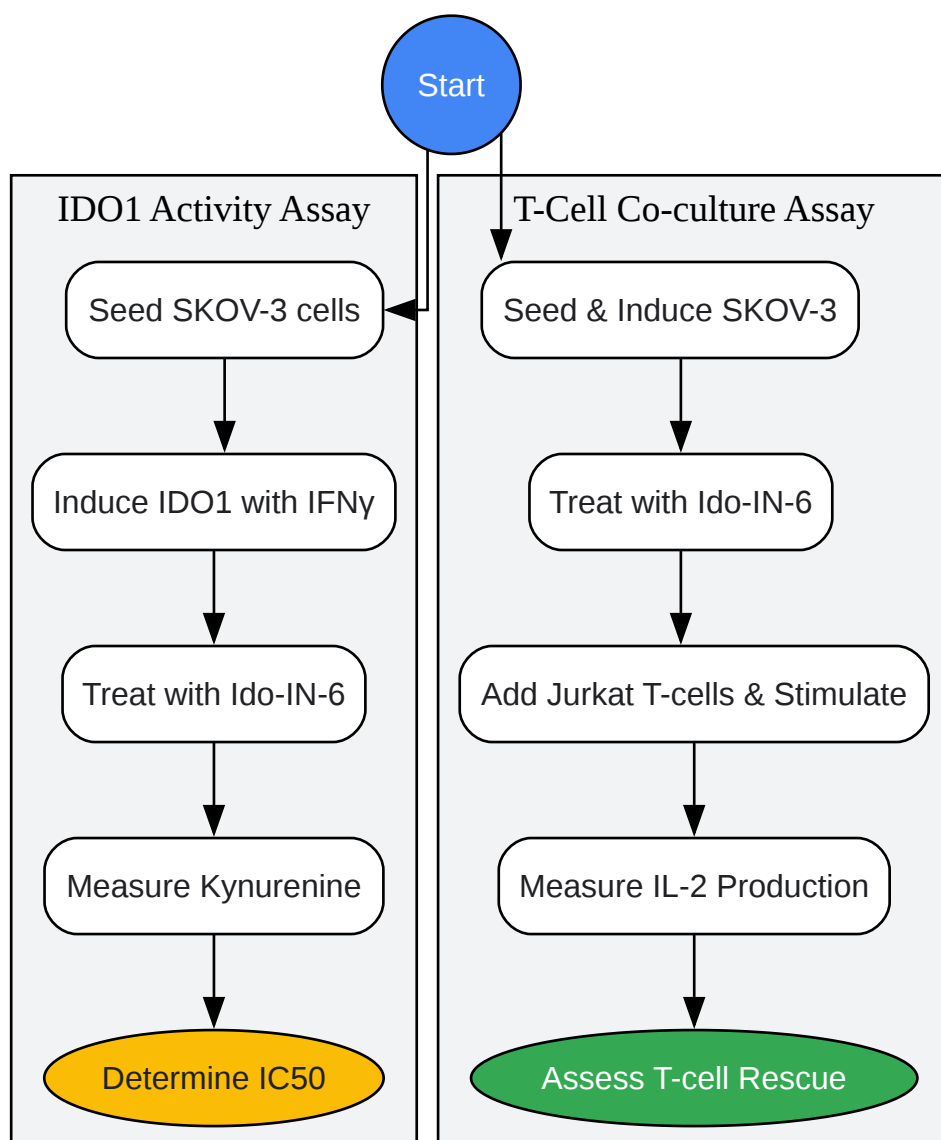 Start
IDO1 Activity Assay
Seed SKOV-3 cells
Induce IDO1 with IFNγ
Treat with Ido-IN-6
Measure Kynurenine
Determine IC50
T-Cell Co-culture Assay
Seed & Induce SKOV-3
Treat with Ido-IN-6
Add Jurkat T-cells & Stimulate
Measure IL-2 Production
Assess T-cell Rescue